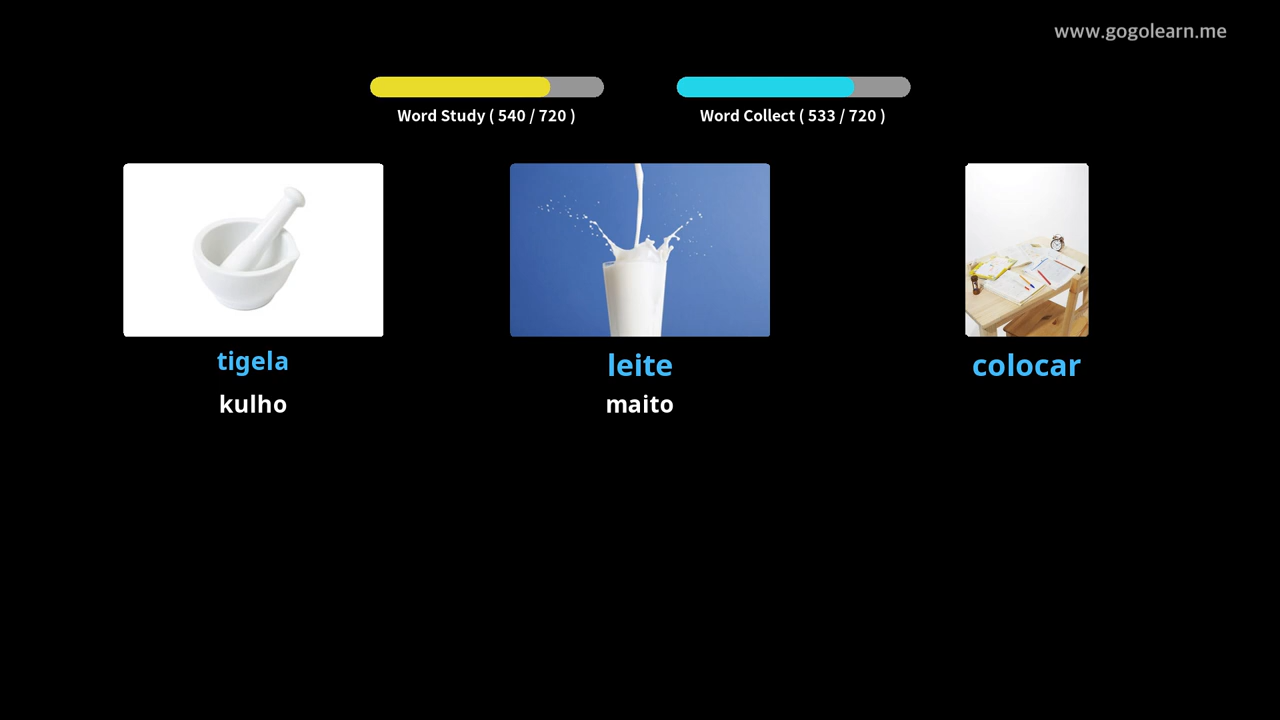 www.gogolearn.me
Word Study ( 540 / 720 )
Word Collect ( 533 / 720 )
tigela
kulho
leite
maito
colocar